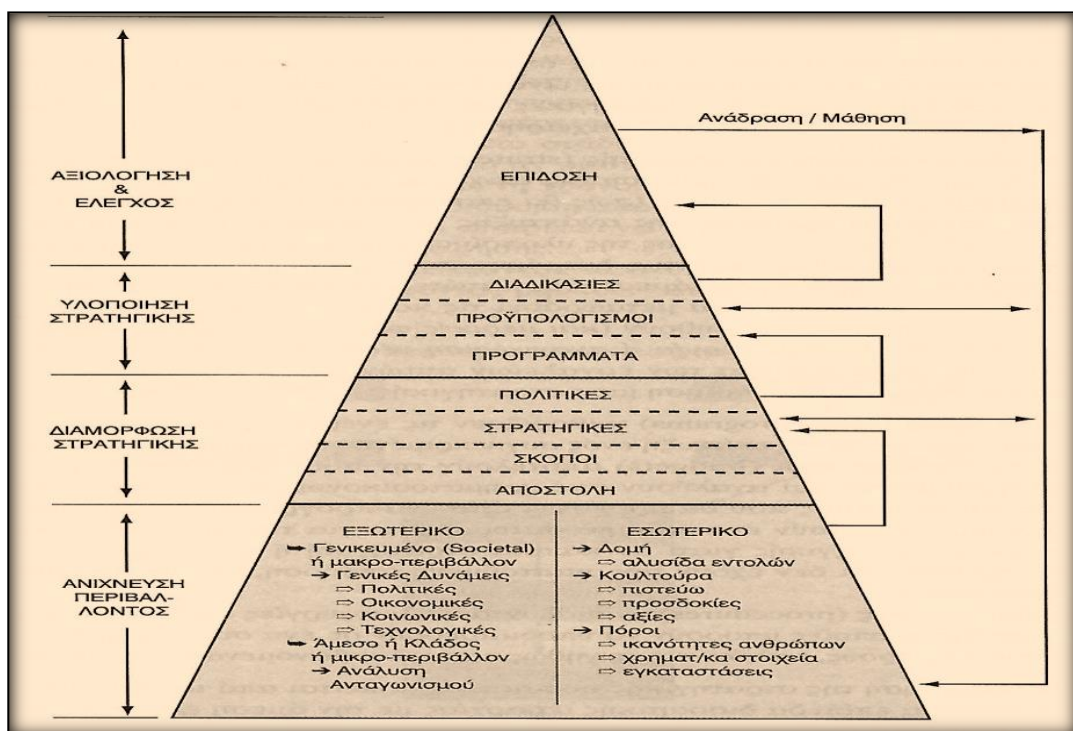 Ανάδραση / Μάθηση
ΑΞΙΟΛΟΓΗΣΗ
&
ΕΛΕΓΧΟΣ
ΕΠΙΔΟΣΗ
ΥΛΟΠΟΙΗΣΗ
ΣΤΡΑΤΗΓΙΚΗΣ
ΔΙΑΔΙΚΑΣΙΕΣ
ΠΡΟΫΠΟΛΟΓΙΣΜΟΙ
ΠΡΟΓΡΑΜΜΑΤΑ
ΔΙΑΜΟΡΦΩΣΗ
ΣΤΡΑΤΗΓΙΚΗΣ
ΠΟΛΙΤΙΚΕΣ
ΣΤΡΑΤΗΓΙΚΕΣ
ΣΚΟΠΟΙ
ΑΠΟΣΤΟΛΗ
ΑΝΙΧΝΕΥΣΗ
ΠΕΡΙΒΑΛ-
ΛΟΝΤΟΣ
ΕΞΩΤΕΡΙΚΟ
Γενικευμένο (Societal)
ή μακρο-περιβάλλον
Γενικές Δυνάμεις
Πολιτικές
Οικονομικές
Κοινωνικές
Τεχνολογικές
Άμεσο ή Κλάδος
ή μικρο-περιβάλλον
Ανάλυση
Ανταγωνισμού
ΕΣΩΤΕΡΙΚΟ
Δομή
αλυσίδα εντολών
Κουλτούρα
πιστεύω
προσδοκίες
αξίες
Πόροι
ικανότητες ανθρώπων
χρηματ/κα στοιχεία
εγκαταστάσεις